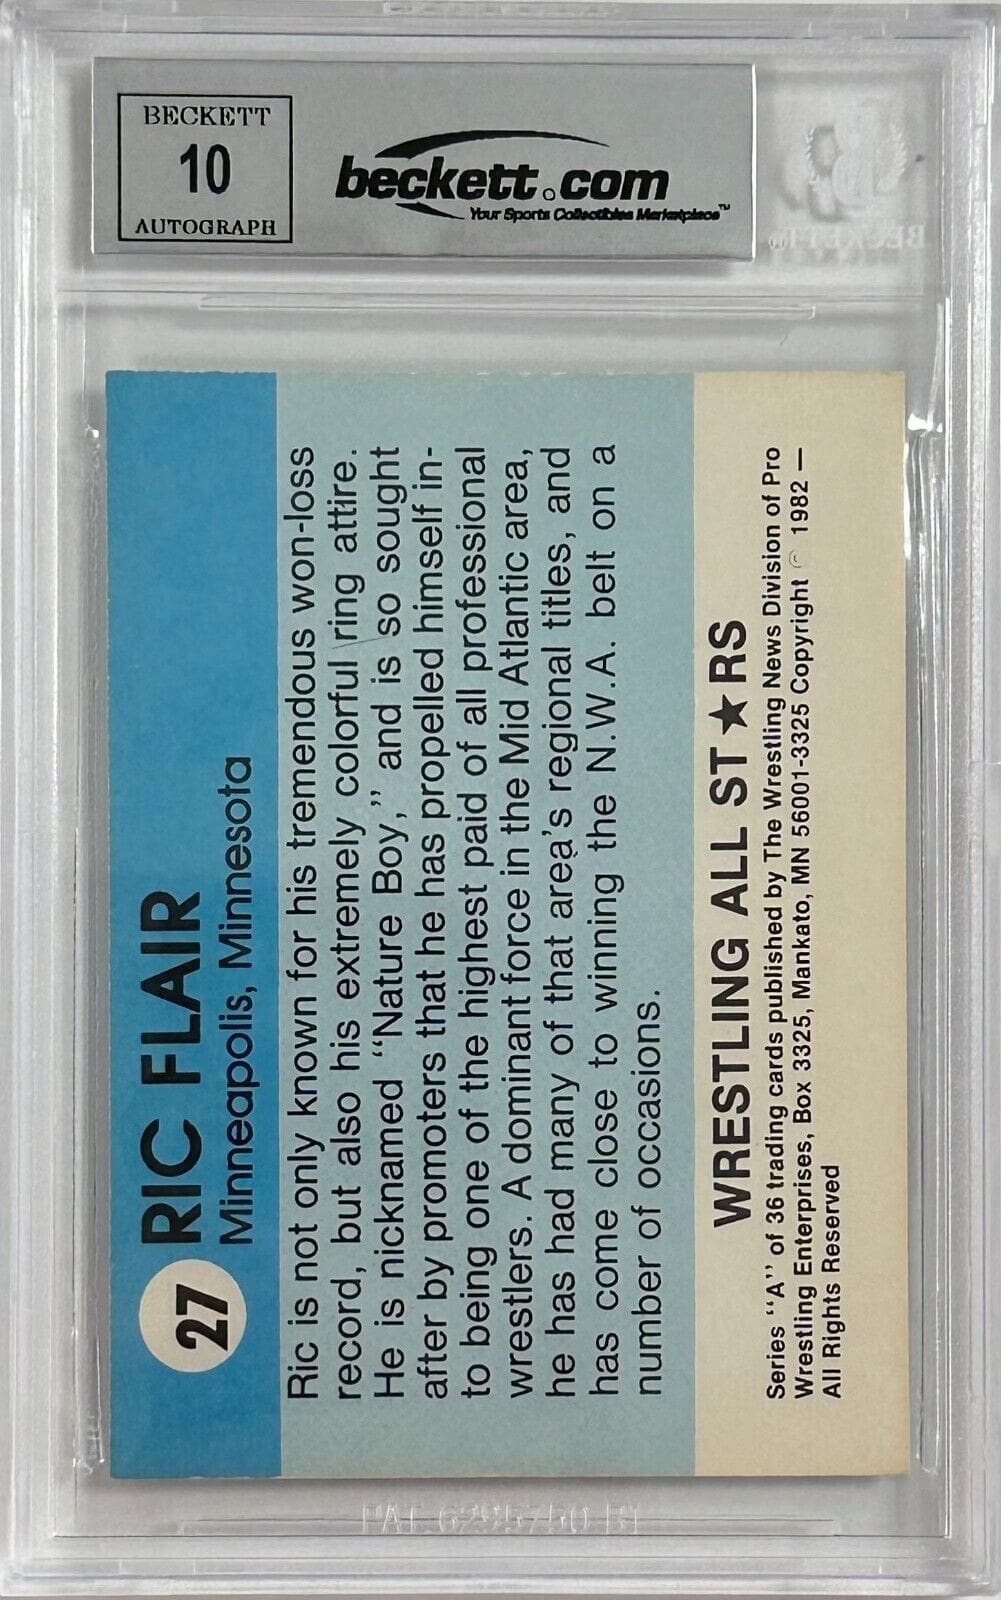 BECKETT
10
AUTOGRAPH
beckett.com
Your Sports Collectibles Marketplace™
BECKETT
27
RIC FLAIR
Minneapolis, Minnesota
Ric is not only known for his tremendous won-loss
record, but also his extremely colorful ring attire.
He is nicknamed "Nature Boy," and is so sought
after by promoters that he has propelled himself in-
to being one of the highest paid of all professional
wrestlers. A dominant force in the Mid Atlantic area,
he has had many of that area's regional titles, and
has come close to winning the N.W.A. belt on a
number of occasions.
WRESTLING ALL ST★RS
Series "A" of 36 trading cards published by The Wrestling News Division of Pro
Wrestling Enterprises, Box 3325, Mankato, MN 56001-3325 Copyright © 1982 —
All Rights Reserved
PAT. 6295750 B1